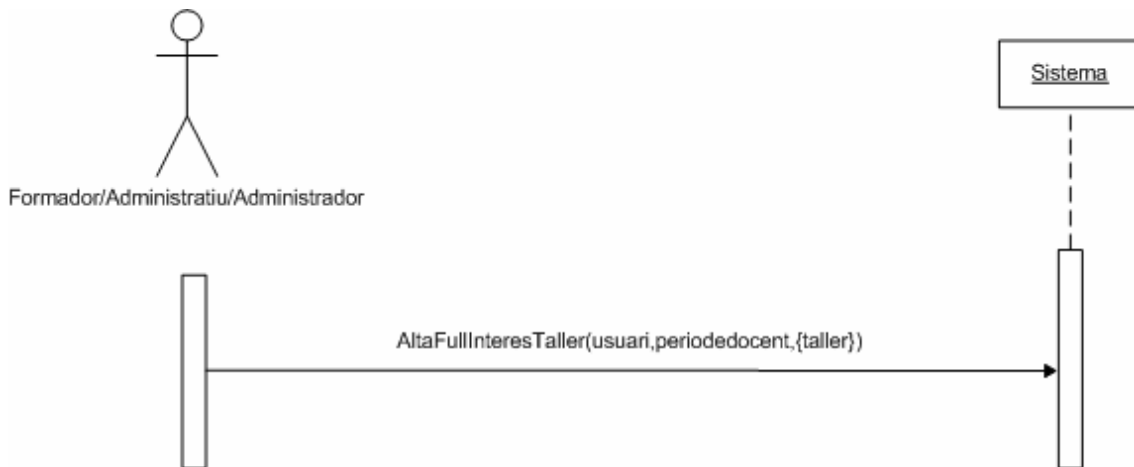 Sistema
Formador/Administratiu/Administrador
AltaFullInteresTaller(usuari,periodedocent,{taller})